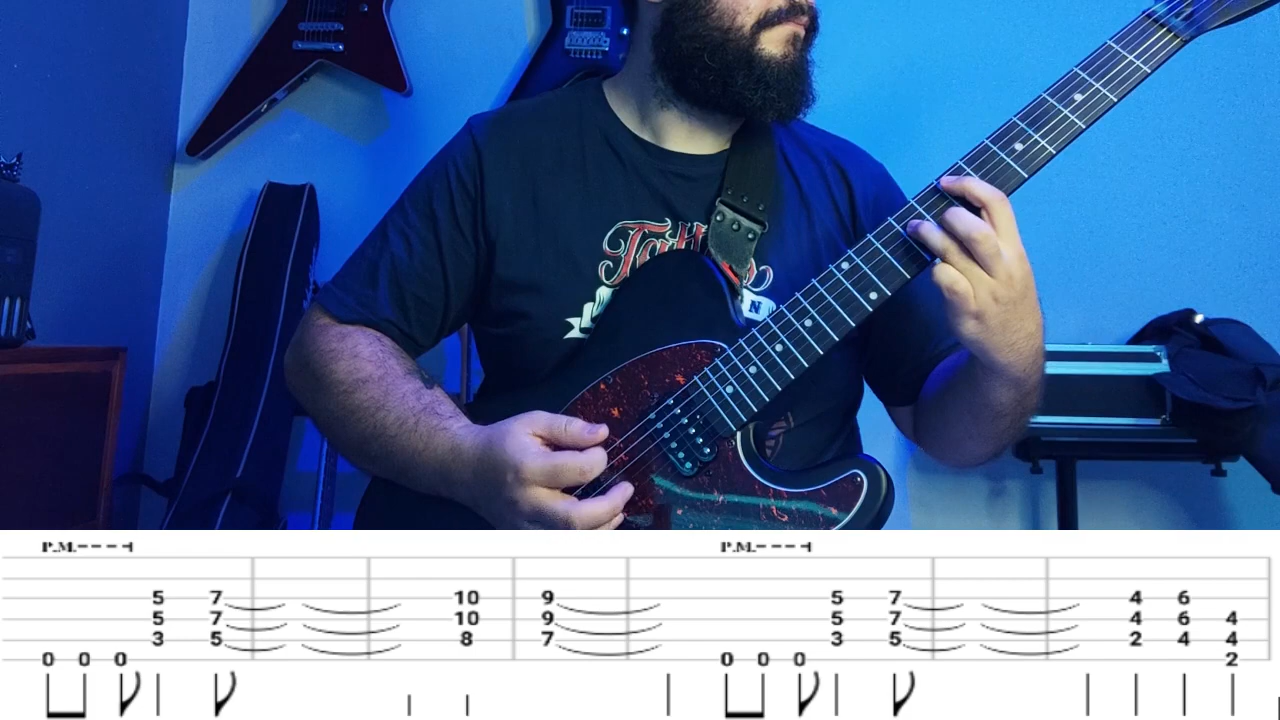 Tatt
N
P.M.----⊣ P.M.----⊣
5 7 10 9 5 7 4 6
5 7 10 9 5 7 4 6 4
3 5 8 7 3 5 2 4 4
0 0 0 0 0 0 2